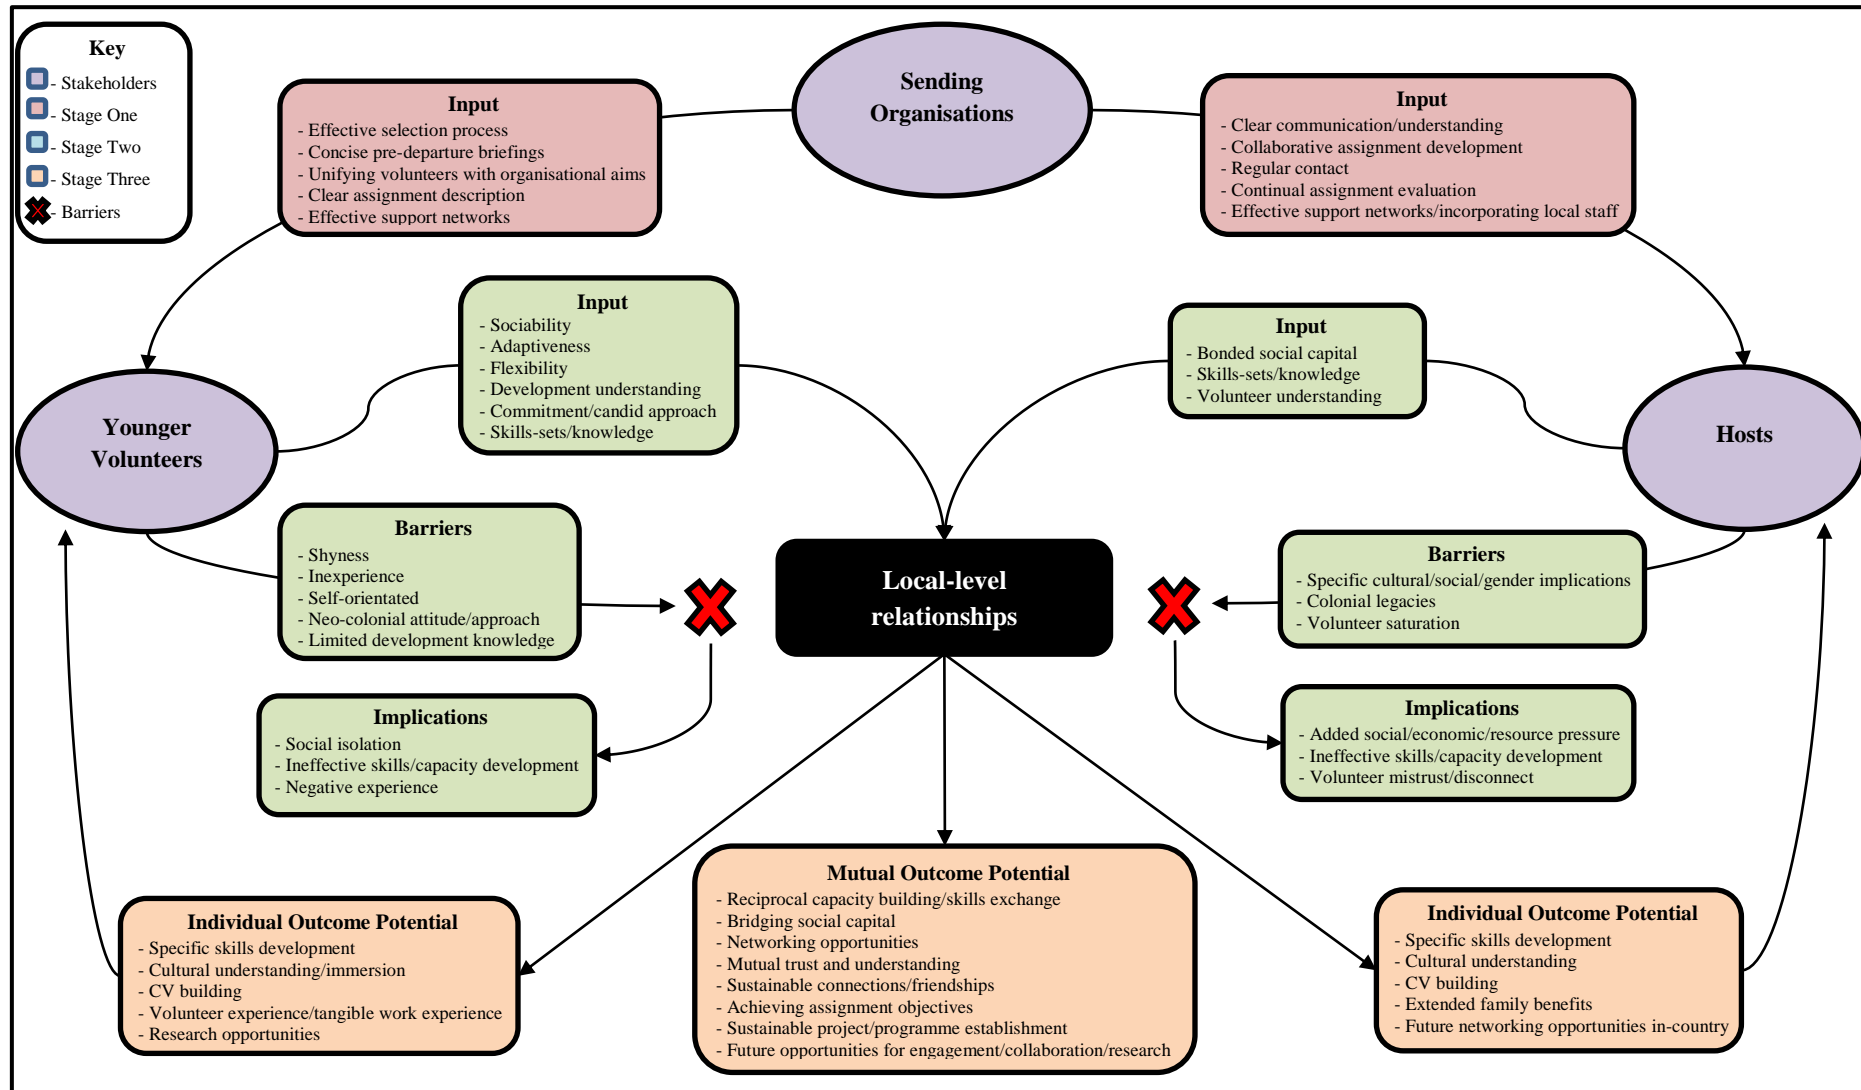 Key
- Stakeholders
- Stage One
- Stage Two
- Stage Three
- Barriers
Sending
Organisations
Input
- Effective selection process
- Concise pre-departure briefings
- Unifying volunteers with organisational aims
- Clear assignment description
- Effective support networks
Input
- Clear communication/understanding
- Collaborative assignment development
- Regular contact
- Continual assignment evaluation
- Effective support networks/incorporating local staff
Input
- Sociability
- Adaptiveness
- Flexibility
- Development understanding
- Commitment/candid approach
- Skills-sets/knowledge
Input
- Bonded social capital
- Skills-sets/knowledge
- Volunteer understanding
Younger
Volunteers
Hosts
Barriers
- Shyness
- Inexperience
- Self-orientated
- Neo-colonial attitude/approach
- Limited development knowledge
Local-level
relationships
Barriers
- Specific cultural/social/gender implications
- Colonial legacies
- Volunteer saturation
Implications
- Social isolation
- Ineffective skills/capacity development
- Negative experience
Implications
- Added social/economic/resource pressure
- Ineffective skills/capacity development
- Volunteer mistrust/disconnect
Individual Outcome Potential
- Specific skills development
- Cultural understanding/immersion
- CV building
- Volunteer experience/tangible work experience
- Research opportunities
Mutual Outcome Potential
- Reciprocal capacity building/skills exchange
- Bridging social capital
- Networking opportunities
- Mutual trust and understanding
- Sustainable connections/friendships
- Achieving assignment objectives
- Sustainable project/programme establishment
- Future opportunities for engagement/collaboration/research
Individual Outcome Potential
- Specific skills development
- Cultural understanding
- CV building
- Extended family benefits
- Future networking opportunities in-country